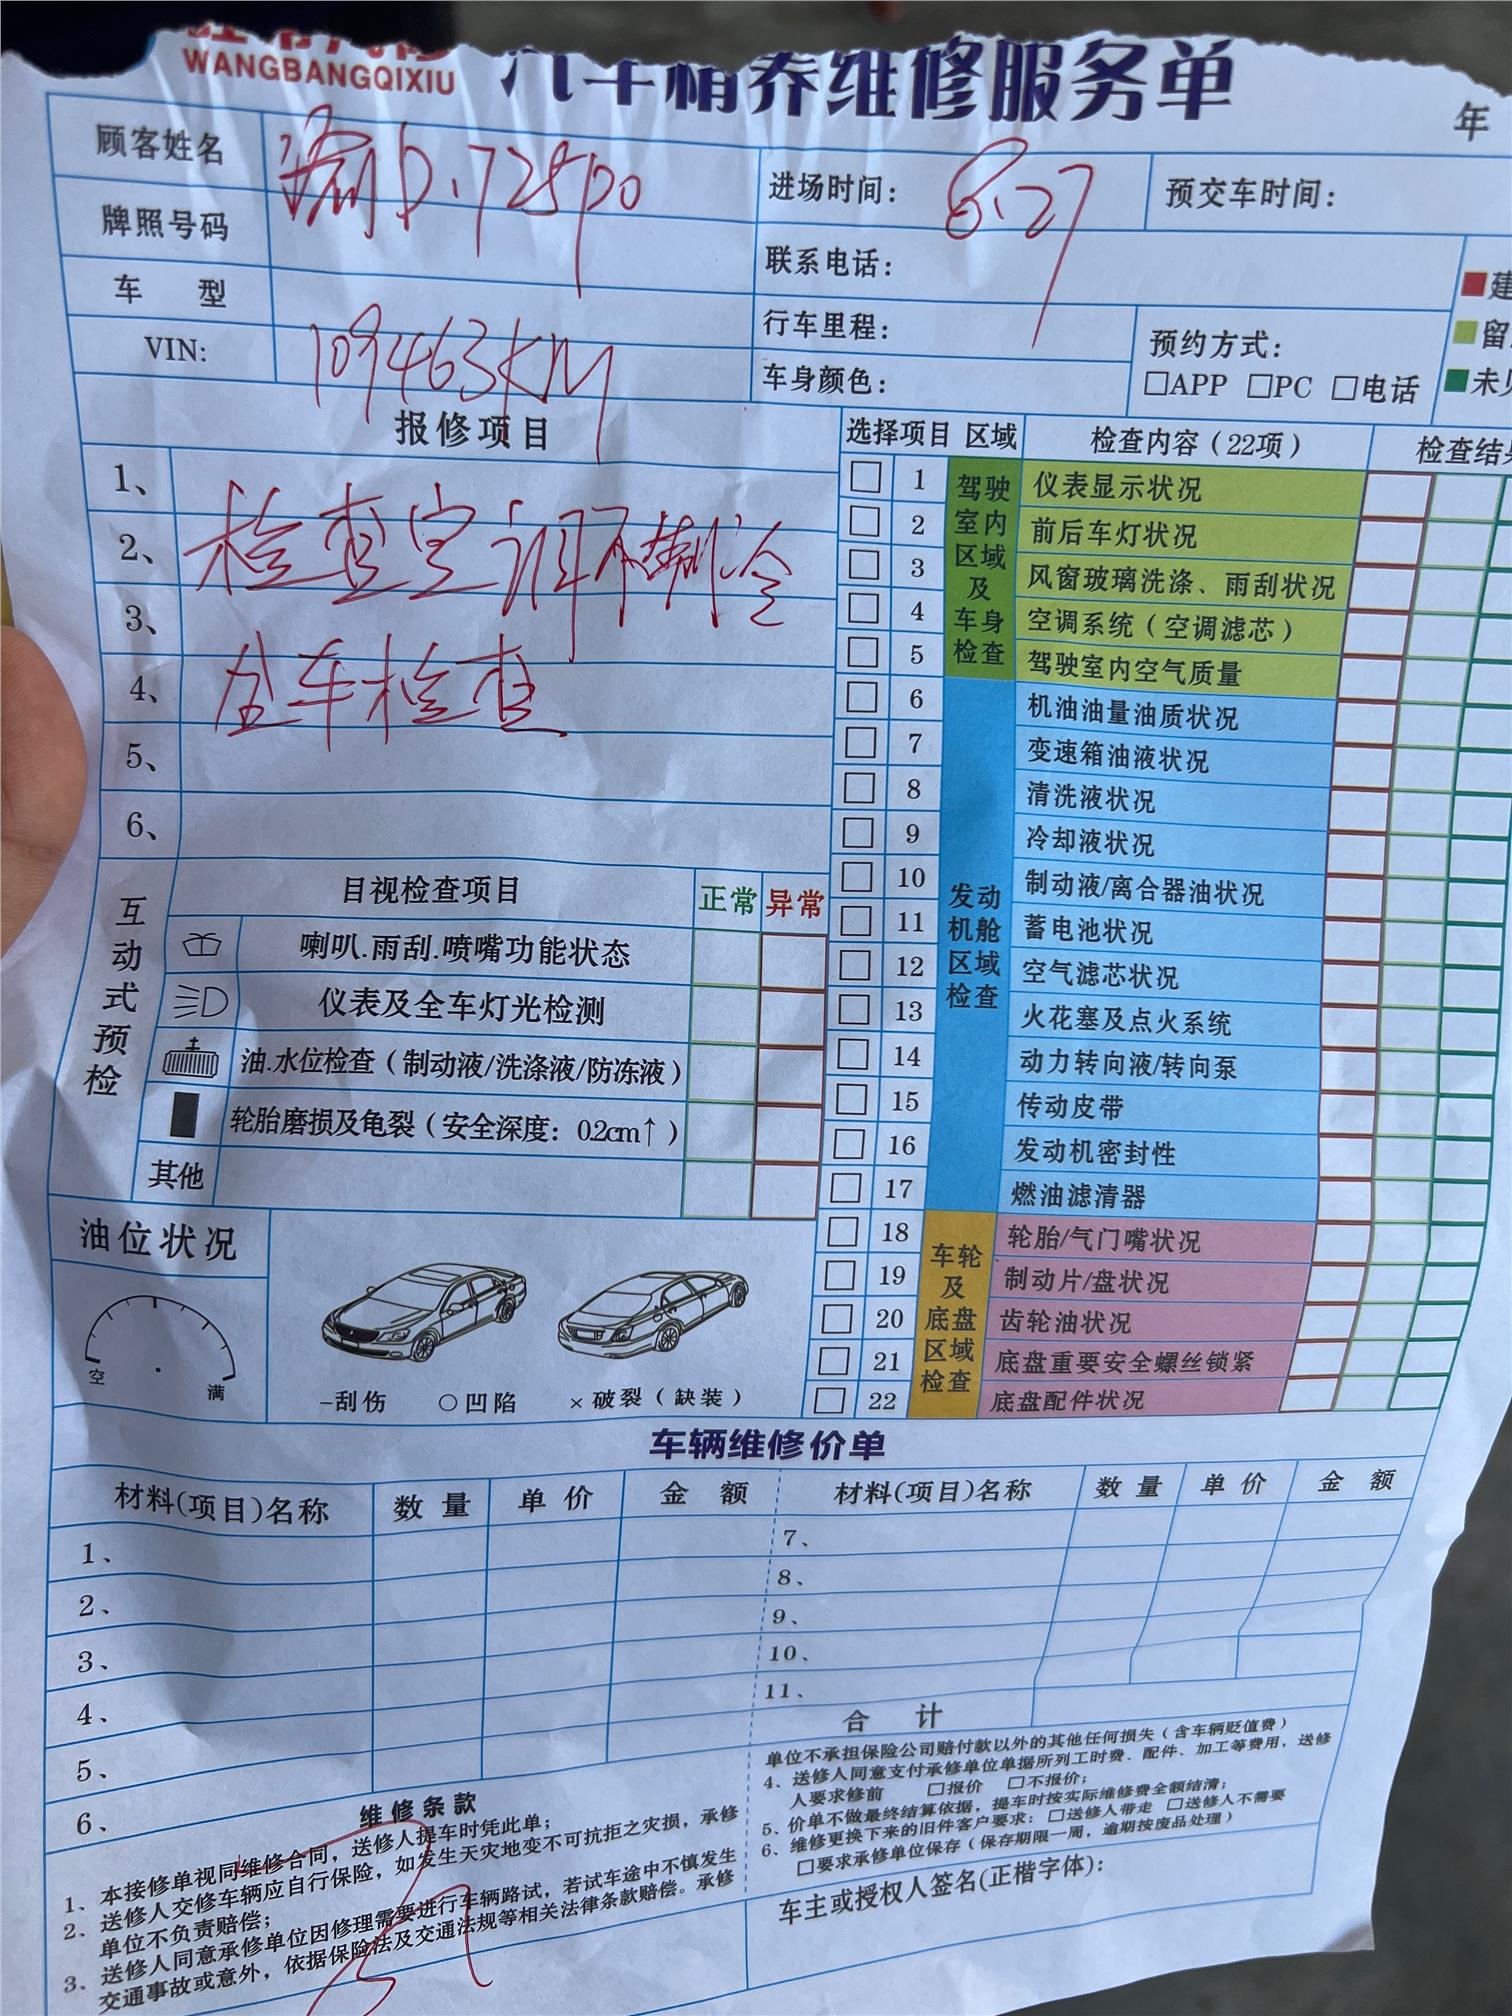 WANGBANGQIXIU
汽车精养维修服务单
年
顾客姓名
渝D.725P0
牌照号码
车 型
VIN:
109463KM
进场时间：
6.27
预交车时间：
联系电话：
行车里程：
预约方式：
□APP □PC □电话
车身颜色：
建
留
未
报修项目
1、
2、
3、
4、
5、
6、
检查空调不制冷
全车检查
选择项目 区域 检查内容（22项） 检查结果
驾驶室内区域及车身检查
1 仪表显示状况
2 前后车灯状况
3 风窗玻璃洗涤、雨刮状况
4 空调系统（空调滤芯）
5 驾驶室内空气质量
发动机舱区域检查
6 机油油量油质状况
7 变速箱油液状况
8 清洗液状况
9 冷却液状况
10 制动液/离合器油状况
11 蓄电池状况
12 空气滤芯状况
13 火花塞及点火系统
14 动力转向液/转向泵
15 传动皮带
16 发动机密封性
17 燃油滤清器
车轮及底盘区域检查
18 轮胎/气门嘴状况
19 制动片/盘状况
20 齿轮油状况
21 底盘重要安全螺丝锁紧
22 底盘配件状况
互动式预检
目视检查项目 正常 异常
喇叭.雨刮.喷嘴功能状态
仪表及全车灯光检测
油.水位检查（制动液/洗涤液/防冻液）
轮胎磨损及龟裂（安全深度：0.2cm↑）
其他
油位状况
空 满
-刮伤 ○凹陷 ×破裂（缺装）
车辆维修价单
材料(项目)名称 数量 单价 金额 材料(项目)名称 数量 单价 金额
1、
2、
3、
4、
5、
6、
7、
8、
9、
10、
11、
合 计
维修条款
1、本接修单视同维修合同，送修人提车时凭此单；
2、送修人交修车辆应自行保险，如发生天灾地变不可抗拒之灾损，承修
单位不负责赔偿；
3、送修人同意承修单位因修理需要进行车辆路试，若试车途中不慎发生
交通事故或意外，依据保险法及交通法规等相关法律条款赔偿。承修
单位不承担保险公司赔付款以外的其他任何损失（含车辆贬值费）
4、送修人同意支付承修单位单据所列工时费、配件、加工等费用，送修
人要求修前 □报价 □不报价；
5、价单不做最终结算依据，提车时按实际维修费全额结清；
6、维修更换下来的旧件客户要求：□送修人带走 □送修人不需要
□要求承修单位保存（保存期限一周，逾期按废品处理）
车主或授权人签名(正楷字体)：